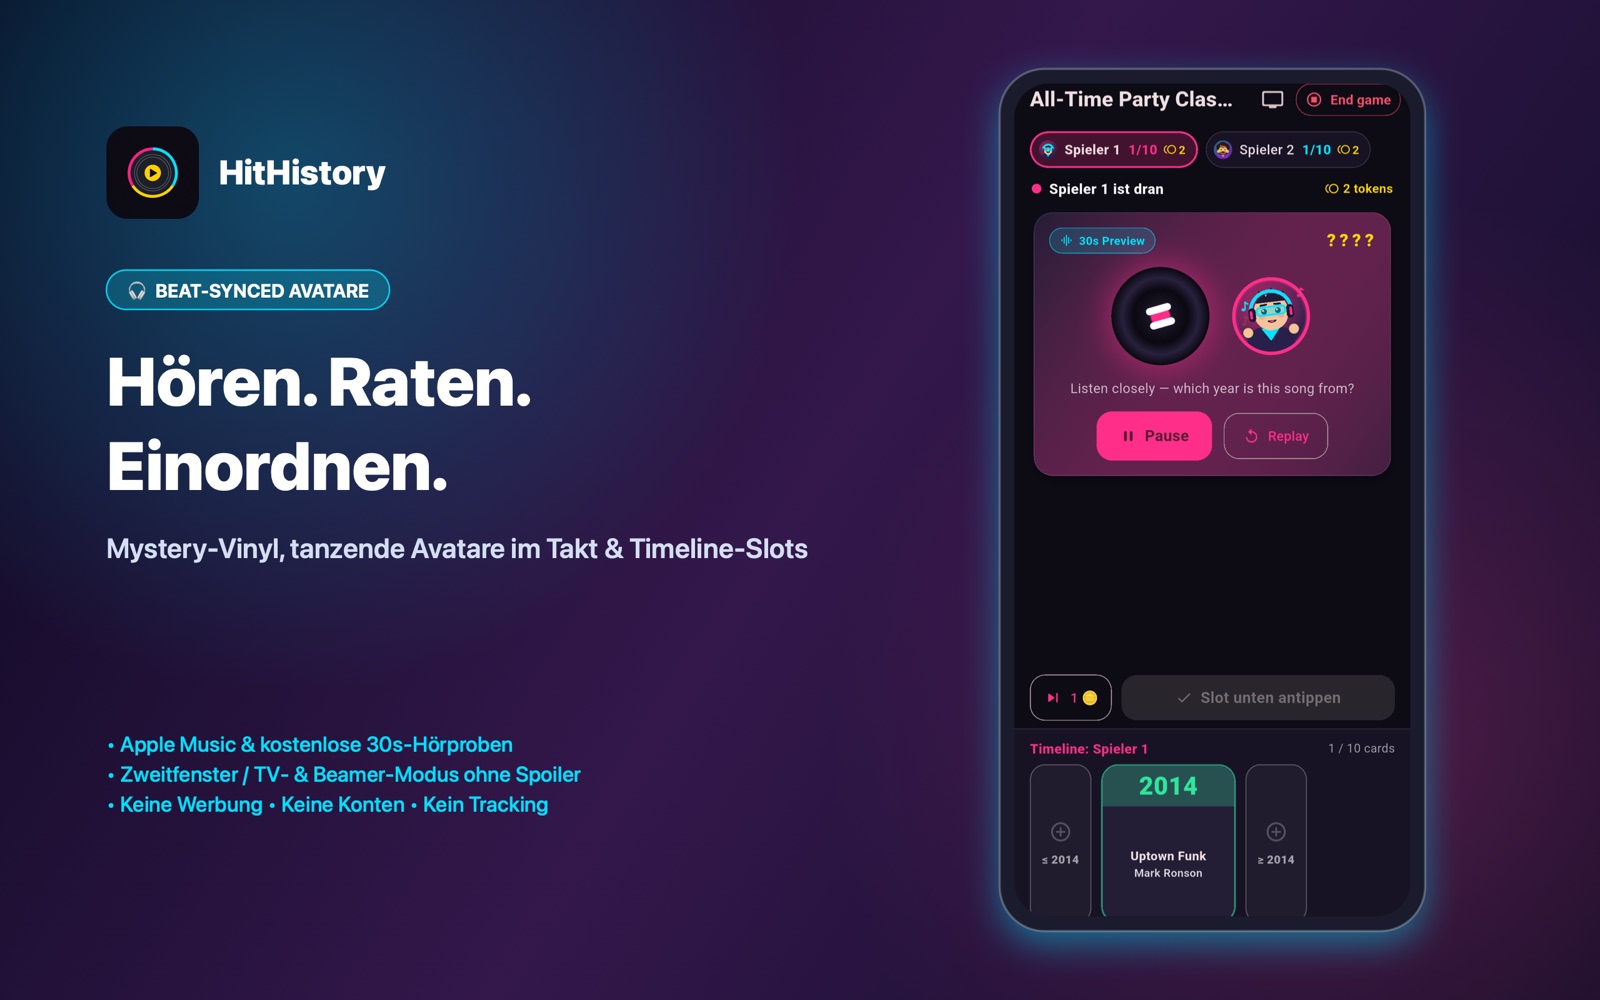 HitHistory
BEAT-SYNCED AVATARE
Hören. Raten.
Einordnen.
Mystery-Vinyl, tanzende Avatare im Takt & Timeline-Slots
• Apple Music & kostenlose 30s-Hörproben
• Zweitfenster / TV- & Beamer-Modus ohne Spoiler
• Keine Werbung • Keine Konten • Kein Tracking
All-Time Party Clas...
End game
Spieler 1 1/10 2
Spieler 2 1/10 2
Spieler 1 ist dran
2 tokens
30s Preview
????
Listen closely — which year is this song from?
Pause
Replay
1
Slot unten antippen
Timeline: Spieler 1
1 / 10 cards
≤ 2014
2014
Uptown Funk
Mark Ronson
≥ 2014